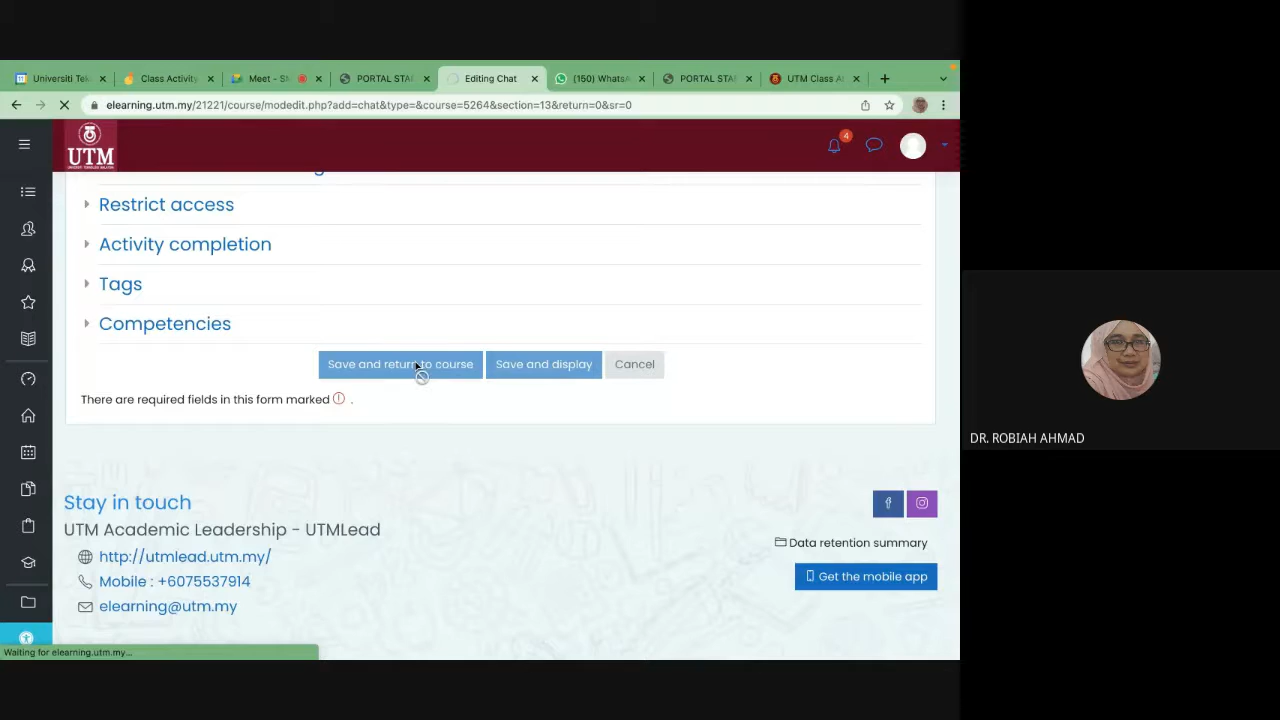 Universiti Tek
Class Activity
Meet - S
PORTAL STA
Editing Chat
(150) Whats
PORTAL STA
UTM Class A
elearning.utm.my/21221/course/modedit.php?add=chat&type=&course=5264&section=13&return=0&sr=0
UTM
4
Restrict access
Activity completion
Tags
Competencies
Save and return to course
Save and display
Cancel
There are required fields in this form marked .
Stay in touch
UTM Academic Leadership - UTMLead
http://utmlead.utm.my/
Mobile : +6075537914
elearning@utm.my
Data retention summary
Get the mobile app
Waiting for elearning.utm.my...
DR. ROBIAH AHMAD